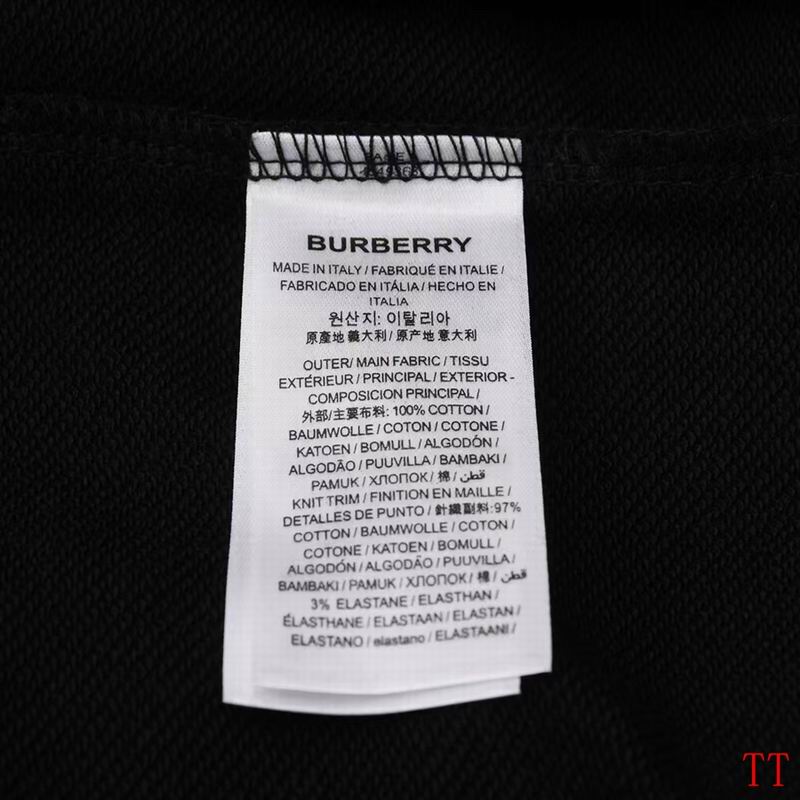 BURBERRY
MADE IN ITALY / FABRIQUÉ EN ITALIE /
FABRICADO EN ITÁLIA / HECHO EN
ITALIA
원산지: 이탈리아
原產地 義大利 / 原产地 意大利
OUTER/ MAIN FABRIC / TISSU
EXTÉRIEUR / PRINCIPAL / EXTERIOR -
COMPOSICION PRINCIPAL /
外部/主要布料: 100% COTTON /
BAUMWOLLE / COTON / COTONE /
KATOEN / BOMULL / ALGODÓN /
ALGODÃO / PUUVILLA / BAMBAKI /
PAMUK / ХЛОПОК / 棉 / قطن /
KNIT TRIM / FINITION EN MAILLE /
DETALLES DE PUNTO / 針織副料:97%
COTTON / BAUMWOLLE / COTON /
COTONE / KATOEN / BOMULL /
ALGODÓN / ALGODÃO / PUUVILLA /
BAMBAKI / PAMUK / ХЛОПОК / 棉 / قطن /
3% ELASTANE / ELASTHAN /
ÉLASTHANE / ELASTAAN / ELASTAN /
ELASTANO / elastano / ELASTAANI /
TT